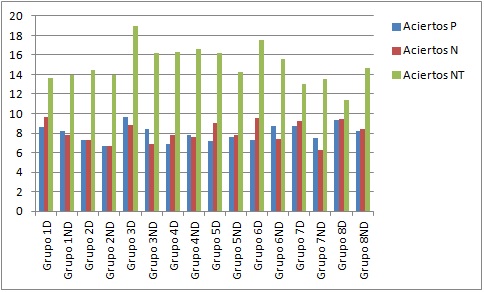 20
18
16
14
12
10
8
6
4
2
0
Grupo 1D
Grupo 1ND
Grupo 2D
Grupo 2ND
Grupo 3D
Grupo 3ND
Grupo 4D
Grupo 4ND
Grupo 5D
Grupo 5ND
Grupo 6D
Grupo 6ND
Grupo 7D
Grupo 7ND
Grupo 8D
Grupo 8ND
Aciertos P
Aciertos N
Aciertos NT